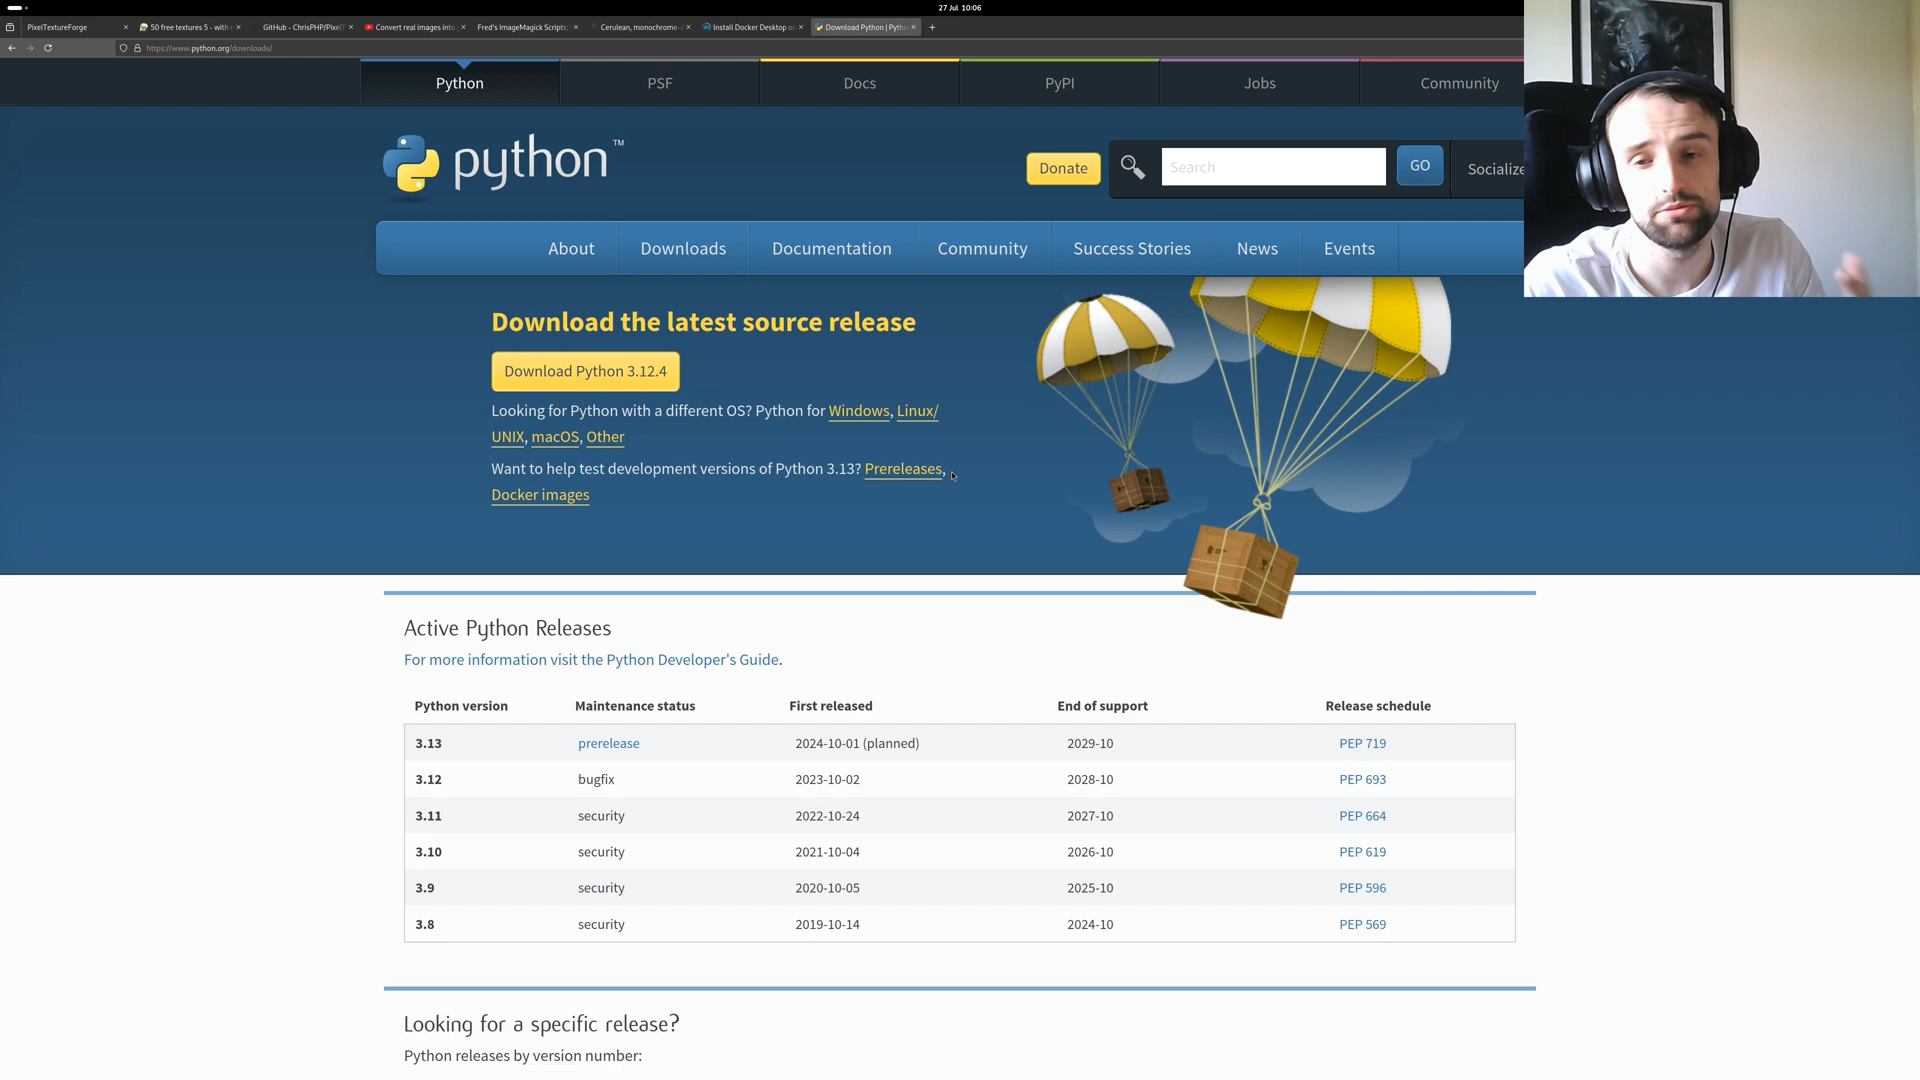 27 Jul 10:06
PixelTextureForge
50 free textures 5 - with
GitHub - ChrisPHP/PixelT
Convert real images into
Fred's ImageMagick Scripts:
Cerulean, monochrome-
Install Docker Desktop on
Download Python | Pytho
https://www.python.org/downloads/
Python
PSF
Docs
PyPI
Jobs
Community
python™
Donate
Search
GO
Socialize
About
Downloads
Documentation
Community
Success Stories
News
Events
Download the latest source release
Download Python 3.12.4
Looking for Python with a different OS? Python for Windows, Linux/
UNIX, macOS, Other
Want to help test development versions of Python 3.13? Prereleases,
Docker images
Active Python Releases
For more information visit the Python Developer's Guide.
Python version Maintenance status First released End of support Release schedule
3.13 prerelease 2024-10-01 (planned) 2029-10 PEP 719
3.12 bugfix 2023-10-02 2028-10 PEP 693
3.11 security 2022-10-24 2027-10 PEP 664
3.10 security 2021-10-04 2026-10 PEP 619
3.9 security 2020-10-05 2025-10 PEP 596
3.8 security 2019-10-14 2024-10 PEP 569
Looking for a specific release?
Python releases by version number: